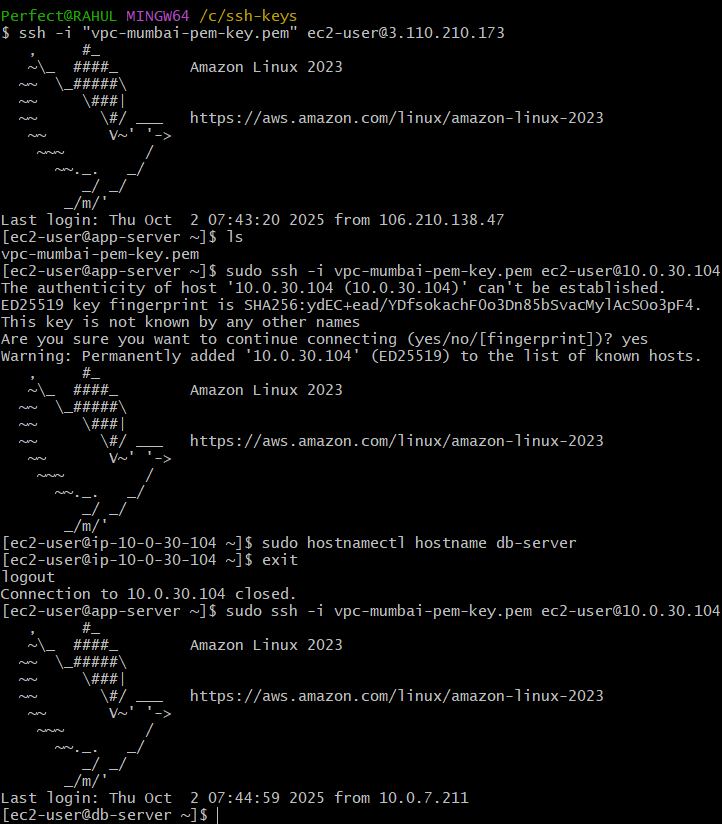 Perfect@RAHUL MINGW64 /c/ssh-keys
$ ssh -i "vpc-mumbai-pem-key.pem" ec2-user@3.110.210.173
   ,     #_
   ~\_  ####_        Amazon Linux 2023
  ~~  \_#####\
  ~~     \###|
  ~~       \#/ ___   https://aws.amazon.com/linux/amazon-linux-2023
   ~~       V~' '->
    ~~~         /
      ~~._.   _/
         _/ _/
       _/m/'
Last login: Thu Oct  2 07:43:20 2025 from 106.210.138.47
[ec2-user@app-server ~]$ ls
vpc-mumbai-pem-key.pem
[ec2-user@app-server ~]$ sudo ssh -i vpc-mumbai-pem-key.pem ec2-user@10.0.30.104
The authenticity of host '10.0.30.104 (10.0.30.104)' can't be established.
ED25519 key fingerprint is SHA256:ydEC+ead/YDfsokachF0o3Dn85bSvacMylAcSOo3pF4.
This key is not known by any other names
Are you sure you want to continue connecting (yes/no/[fingerprint])? yes
Warning: Permanently added '10.0.30.104' (ED25519) to the list of known hosts.
   ,     #_
   ~\_  ####_        Amazon Linux 2023
  ~~  \_#####\
  ~~     \###|
  ~~       \#/ ___   https://aws.amazon.com/linux/amazon-linux-2023
   ~~       V~' '->
    ~~~         /
      ~~._.   _/
         _/ _/
       _/m/'
[ec2-user@ip-10-0-30-104 ~]$ sudo hostnamectl hostname db-server
[ec2-user@ip-10-0-30-104 ~]$ exit
logout
Connection to 10.0.30.104 closed.
[ec2-user@app-server ~]$ sudo ssh -i vpc-mumbai-pem-key.pem ec2-user@10.0.30.104
   ,     #_
   ~\_  ####_        Amazon Linux 2023
  ~~  \_#####\
  ~~     \###|
  ~~       \#/ ___   https://aws.amazon.com/linux/amazon-linux-2023
   ~~       V~' '->
    ~~~         /
      ~~._.   _/
         _/ _/
       _/m/'
Last login: Thu Oct  2 07:44:59 2025 from 10.0.7.211
[ec2-user@db-server ~]$